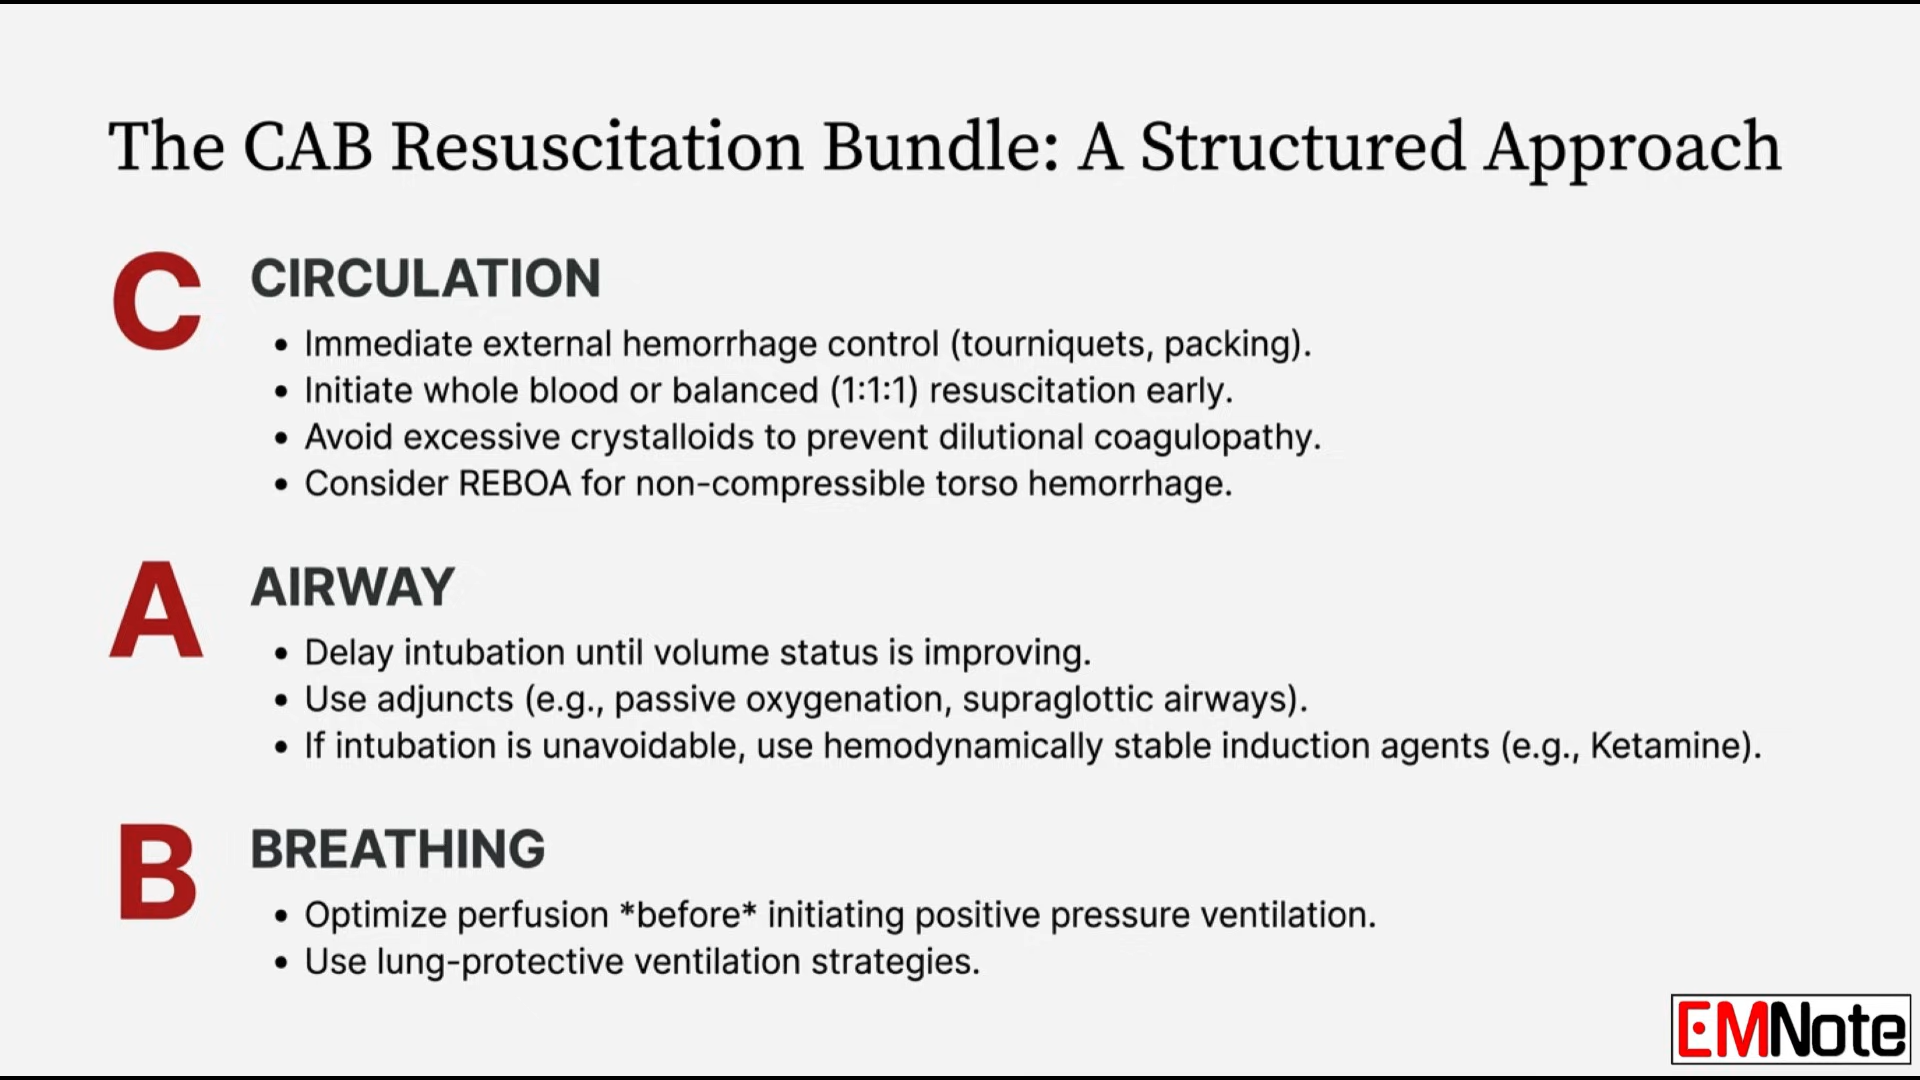 The CAB Resuscitation Bundle: A Structured Approach
C
CIRCULATION
• Immediate external hemorrhage control (tourniquets, packing).
• Initiate whole blood or balanced (1:1:1) resuscitation early.
• Avoid excessive crystalloids to prevent dilutional coagulopathy.
• Consider REBOA for non-compressible torso hemorrhage.
A
AIRWAY
• Delay intubation until volume status is improving.
• Use adjuncts (e.g., passive oxygenation, supraglottic airways).
• If intubation is unavoidable, use hemodynamically stable induction agents (e.g., Ketamine).
B
BREATHING
• Optimize perfusion *before* initiating positive pressure ventilation.
• Use lung-protective ventilation strategies.
EMNote